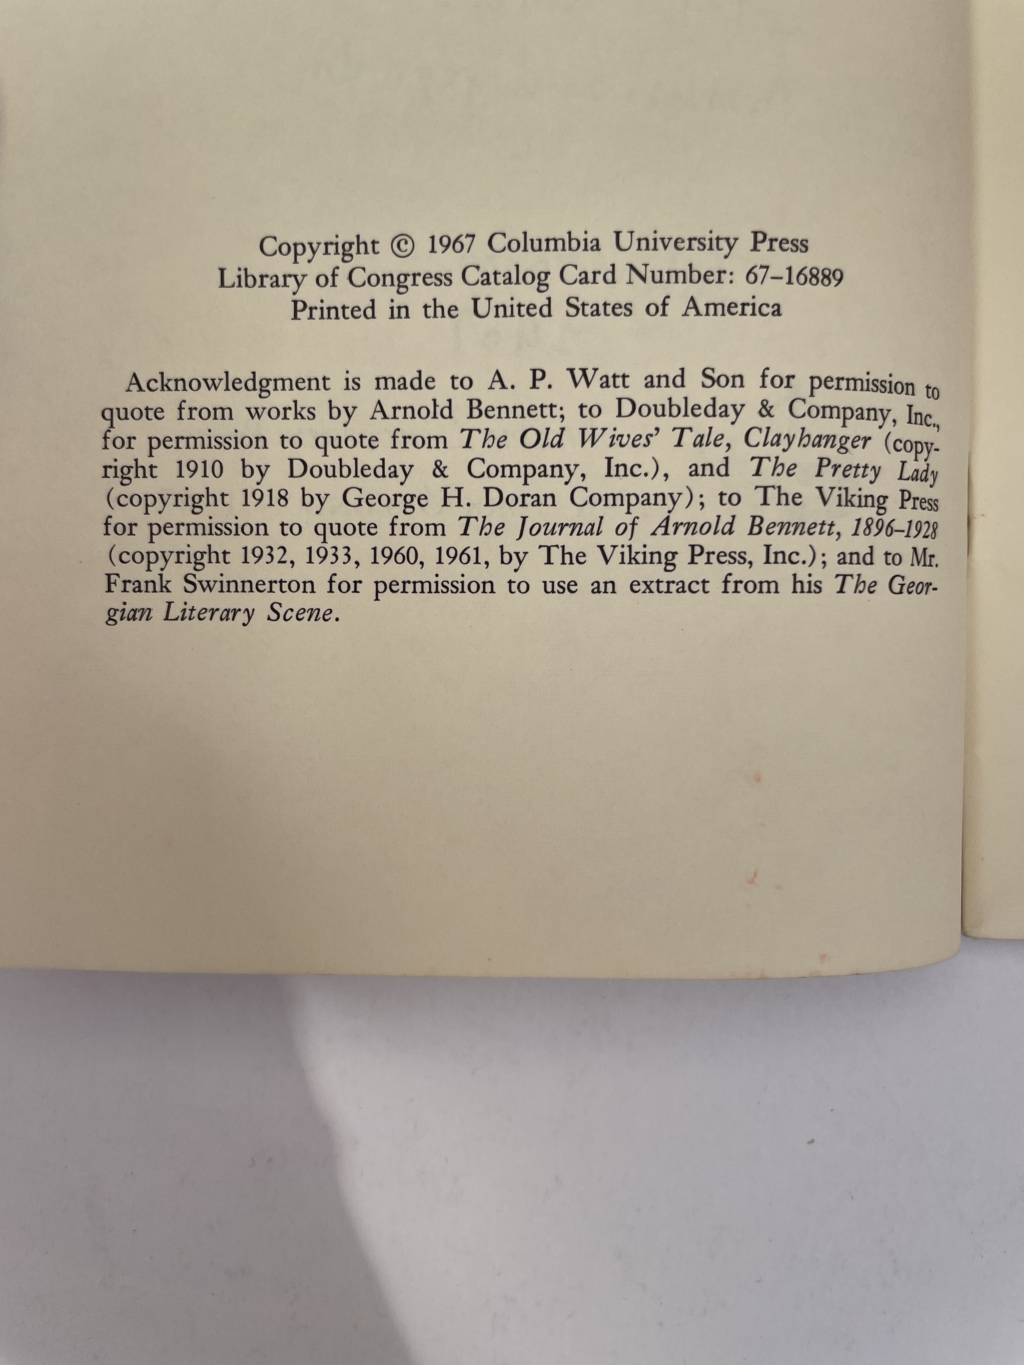 Copyright © 1967 Columbia University Press
Library of Congress Catalog Card Number: 67–16889
Printed in the United States of America
Acknowledgment is made to A. P. Watt and Son for permission to
quote from works by Arnold Bennett; to Doubleday & Company, Inc.,
for permission to quote from The Old Wives' Tale, Clayhanger (copy-
right 1910 by Doubleday & Company, Inc.), and The Pretty Lady
(copyright 1918 by George H. Doran Company); to The Viking Press
for permission to quote from The Journal of Arnold Bennett, 1896–1928
(copyright 1932, 1933, 1960, 1961, by The Viking Press, Inc.); and to Mr.
Frank Swinnerton for permission to use an extract from his The Geor-
gian Literary Scene.